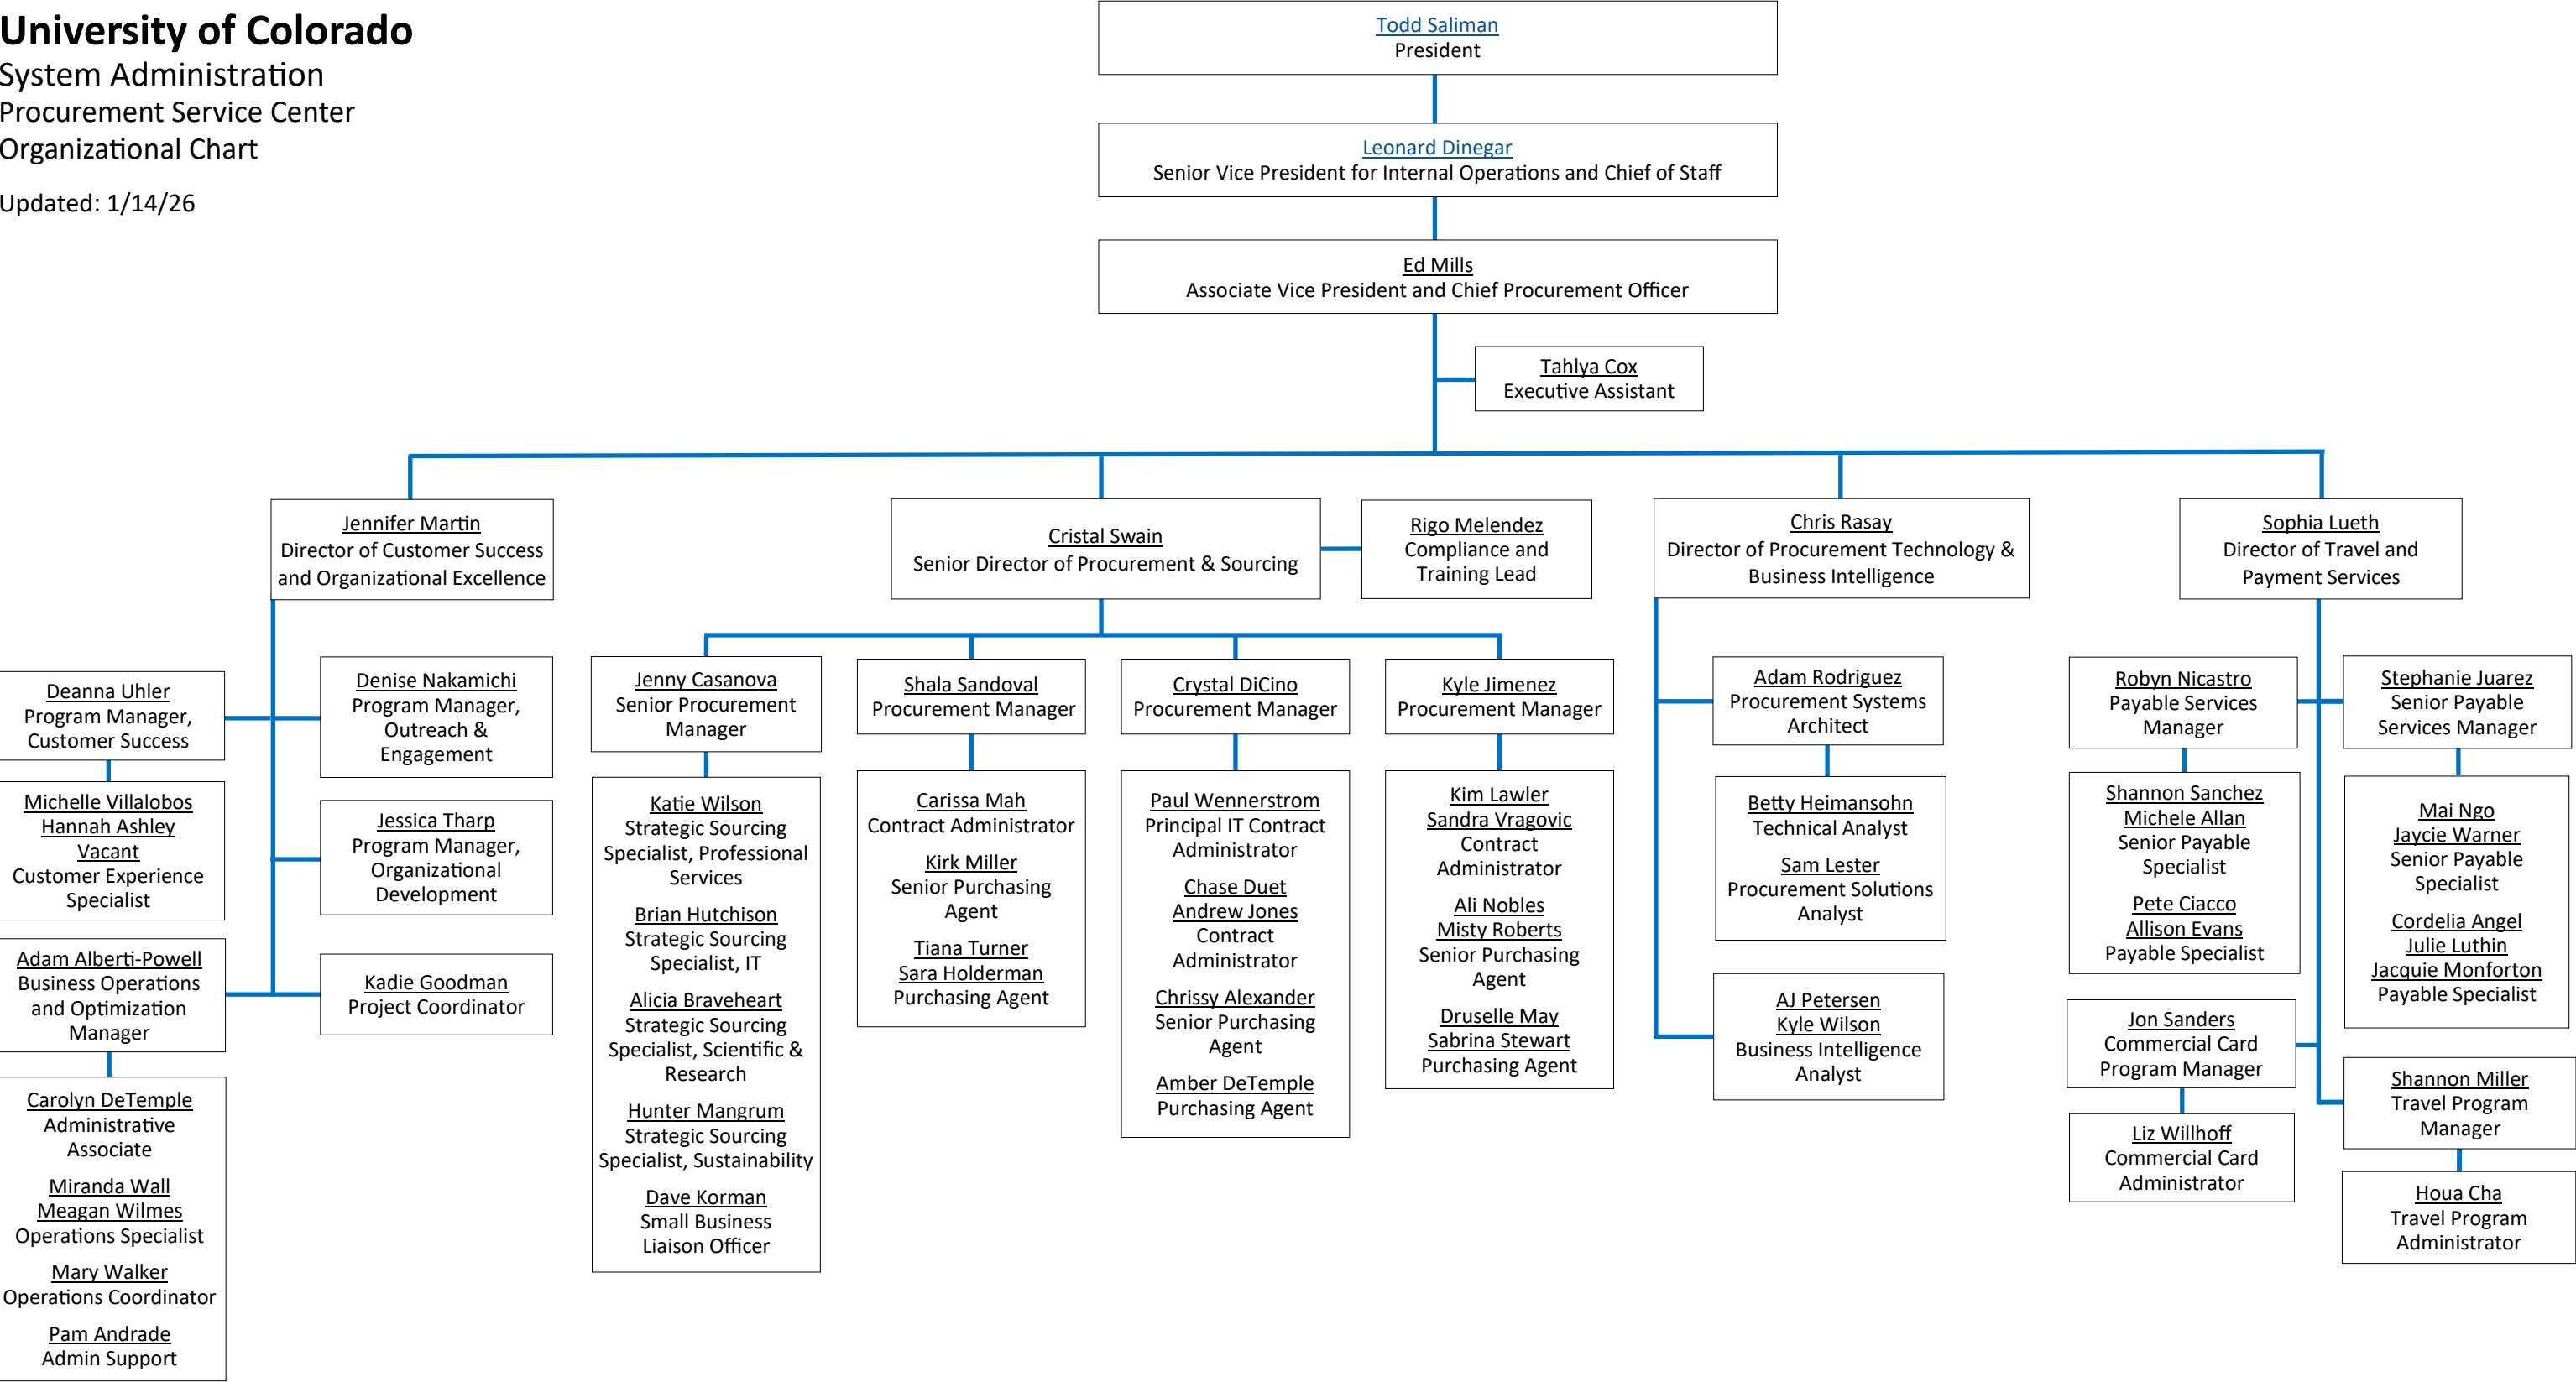 University of Colorado
System Administration
Procurement Service Center
Organizational Chart
Updated: 1/14/26
Todd Saliman
President
Leonard Dinegar
Senior Vice President for Internal Operations and Chief of Staff
Ed Mills
Associate Vice President and Chief Procurement Officer
Tahlya Cox
Executive Assistant
Jennifer Martin
Director of Customer Success
and Organizational Excellence
Cristal Swain
Senior Director of Procurement & Sourcing
Rigo Melendez
Compliance and
Training Lead
Chris Rasay
Director of Procurement Technology &
Business Intelligence
Sophia Lueth
Director of Travel and
Payment Services
Deanna Uhler
Program Manager,
Customer Success
Michelle Villalobos
Hannah Ashley
Vacant
Customer Experience
Specialist
Adam Alberti-Powell
Business Operations
and Optimization
Manager
Carolyn DeTemple
Administrative
Associate
Miranda Wall
Meagan Wilmes
Operations Specialist
Mary Walker
Operations Coordinator
Pam Andrade
Admin Support
Denise Nakamichi
Program Manager,
Outreach &
Engagement
Jessica Tharp
Program Manager,
Organizational
Development
Kadie Goodman
Project Coordinator
Jenny Casanova
Senior Procurement
Manager
Katie Wilson
Strategic Sourcing
Specialist, Professional
Services
Brian Hutchison
Strategic Sourcing
Specialist, IT
Alicia Braveheart
Strategic Sourcing
Specialist, Scientific &
Research
Hunter Mangrum
Strategic Sourcing
Specialist, Sustainability
Dave Korman
Small Business
Liaison Officer
Shala Sandoval
Procurement Manager
Carissa Mah
Contract Administrator
Kirk Miller
Senior Purchasing
Agent
Tiana Turner
Sara Holderman
Purchasing Agent
Crystal DiCino
Procurement Manager
Paul Wennerstrom
Principal IT Contract
Administrator
Chase Duet
Andrew Jones
Contract
Administrator
Chrissy Alexander
Senior Purchasing
Agent
Amber DeTemple
Purchasing Agent
Kyle Jimenez
Procurement Manager
Kim Lawler
Sandra Vragovic
Contract
Administrator
Ali Nobles
Misty Roberts
Senior Purchasing
Agent
Druselle May
Sabrina Stewart
Purchasing Agent
Adam Rodriguez
Procurement Systems
Architect
Betty Heimansohn
Technical Analyst
Sam Lester
Procurement Solutions
Analyst
AJ Petersen
Kyle Wilson
Business Intelligence
Analyst
Robyn Nicastro
Payable Services
Manager
Shannon Sanchez
Michele Allan
Senior Payable
Specialist
Pete Ciacco
Allison Evans
Payable Specialist
Jon Sanders
Commercial Card
Program Manager
Liz Willhoff
Commercial Card
Administrator
Stephanie Juarez
Senior Payable
Services Manager
Mai Ngo
Jaycie Warner
Senior Payable
Specialist
Cordelia Angel
Julie Luthin
Jacquie Monforton
Payable Specialist
Shannon Miller
Travel Program
Manager
Houa Cha
Travel Program
Administrator